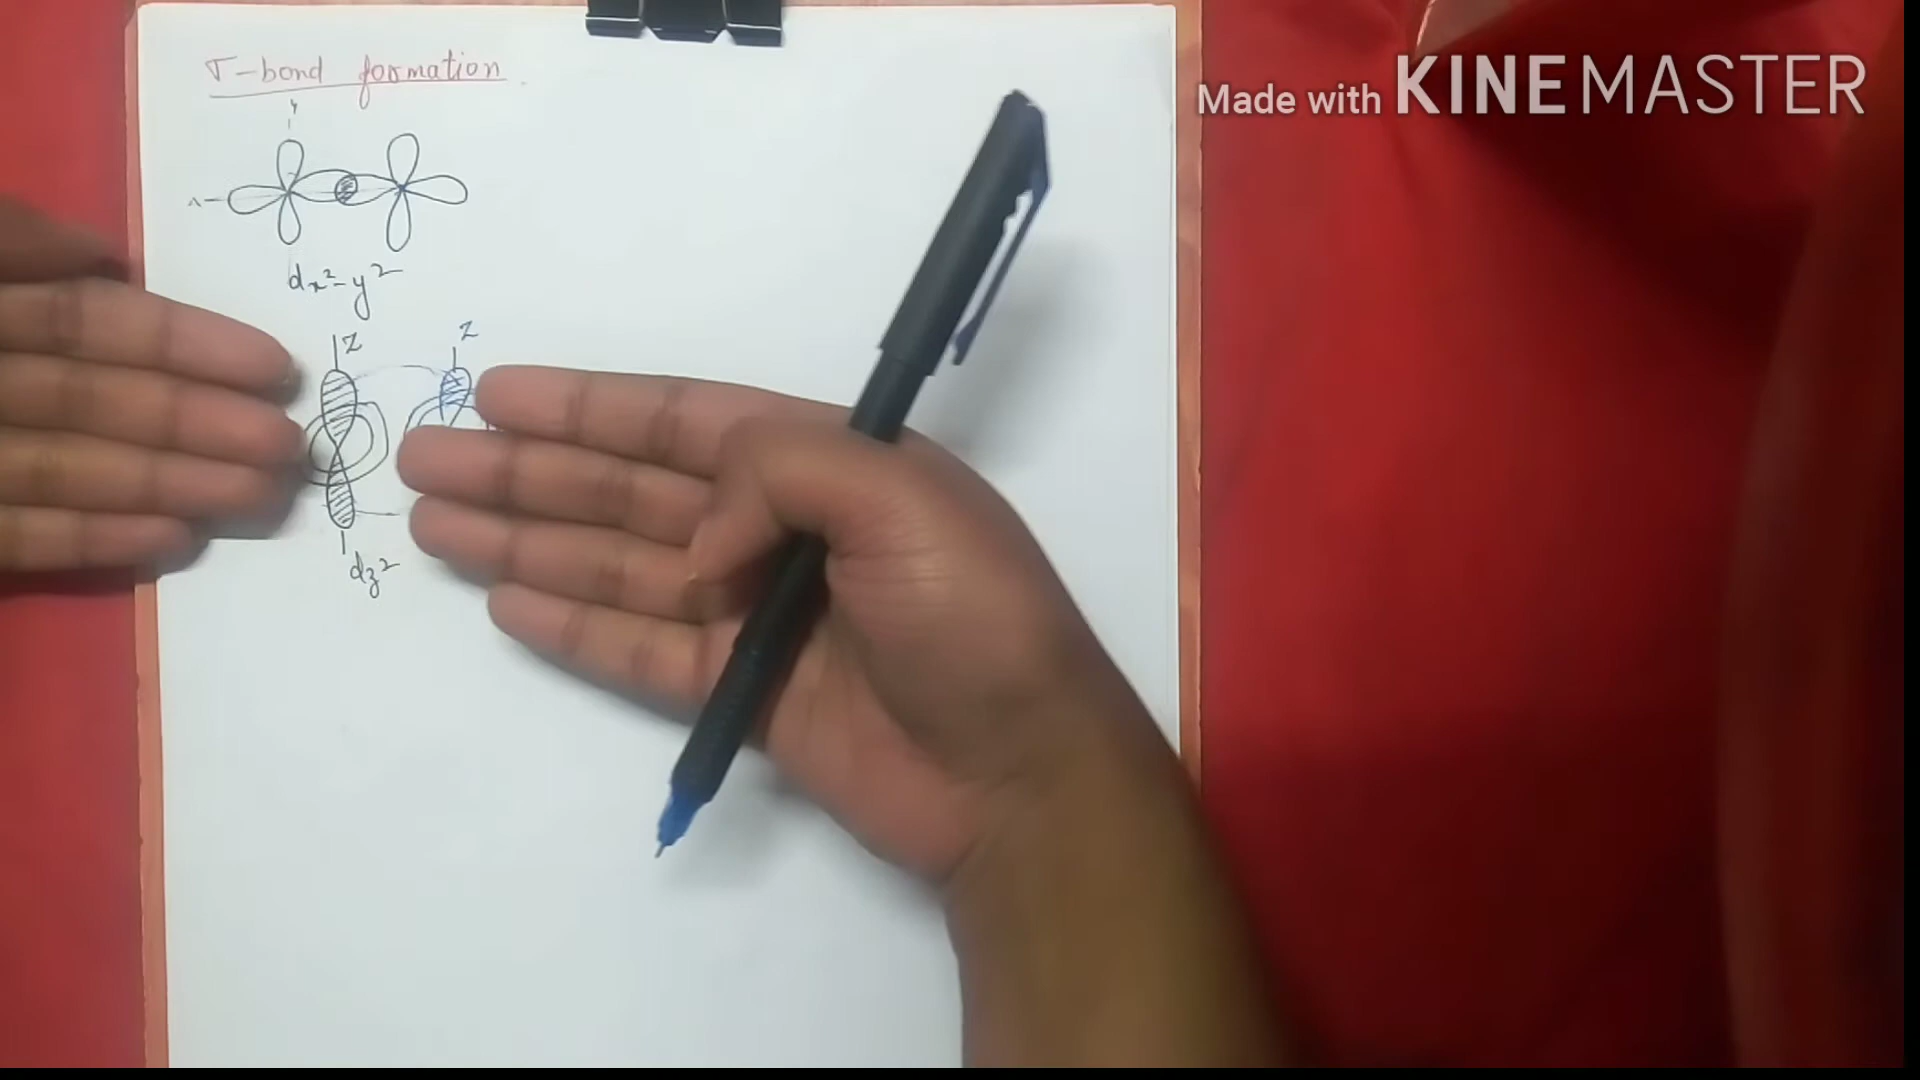 σ-bond formation
Made with KINEMASTER
y
x
dx²-y²
z
z
dz²